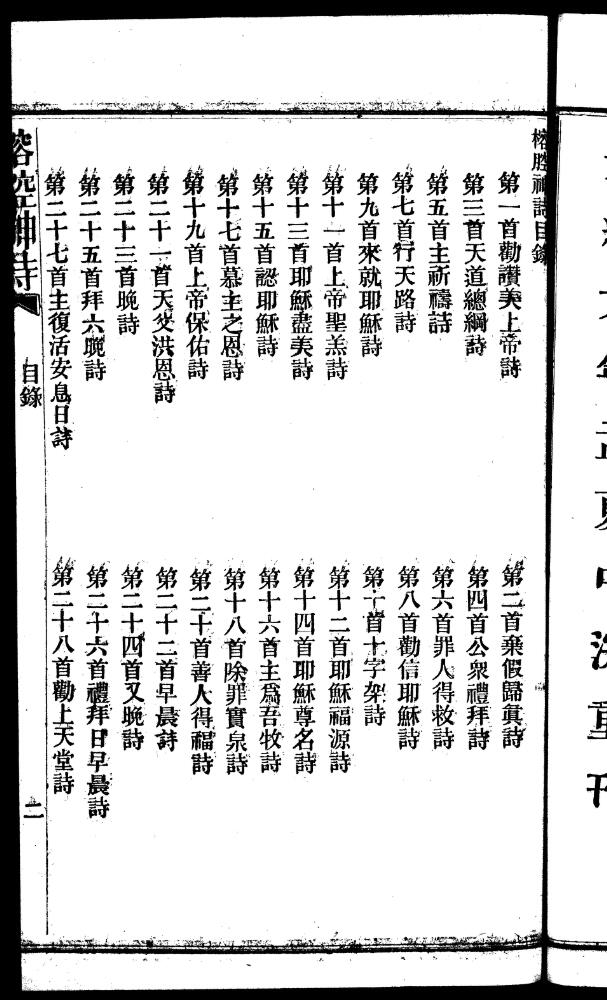 榕腔神詩目錄
第一首勸讃美上帝詩
第二首棄假歸眞詩
第三首天道總綱詩
第四首公衆禮拜詩
第五首主祈禱詩
第六首罪人得救詩
第七首行天路詩
第八首勸信耶穌詩
第九首來就耶穌詩
第十首十字架詩
第十一首上帝聖羔詩
第十二首耶穌福源詩
第十三首耶穌盡美詩
第十四首耶穌尊名詩
第十五首認耶穌詩
第十六首主爲吾牧詩
第十七首慕主之恩詩
第十八首除罪寳泉詩
第十九首上帝保佑詩
第二十首善人得福詩
第二十一首天父洪恩詩
第二十二首早晨詩
第二十三首晚詩
第二十四首又晚詩
第二十五首拜六晚詩
第二十六首禮拜日早晨詩
第二十七首主復活安息日詩
第二十八首勸上天堂詩
榕腔神詩
目錄
二